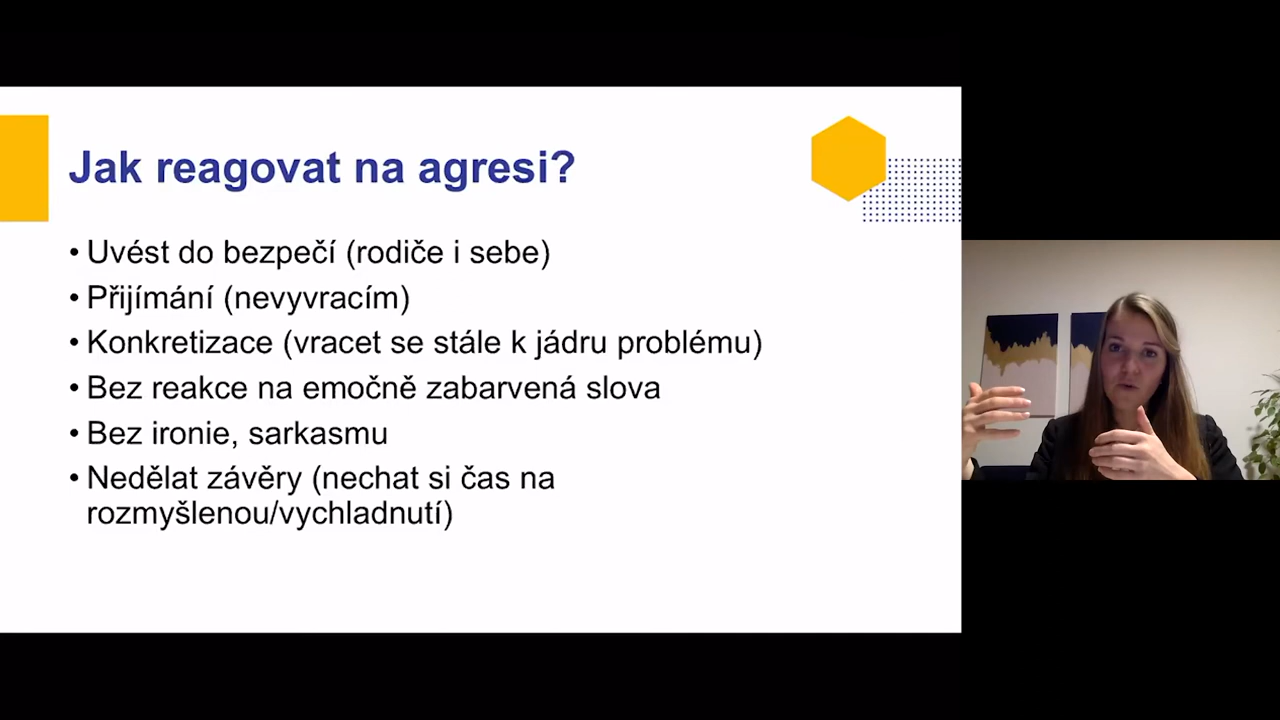 Jak reagovat na agresi?
• Uvést do bezpečí (rodiče i sebe)
• Přijímání (nevyvracím)
• Konkretizace (vracet se stále k jádru problému)
• Bez reakce na emočně zabarvená slova
• Bez ironie, sarkasmu
• Nedělat závěry (nechat si čas na
rozmyšlenou/vychladnutí)